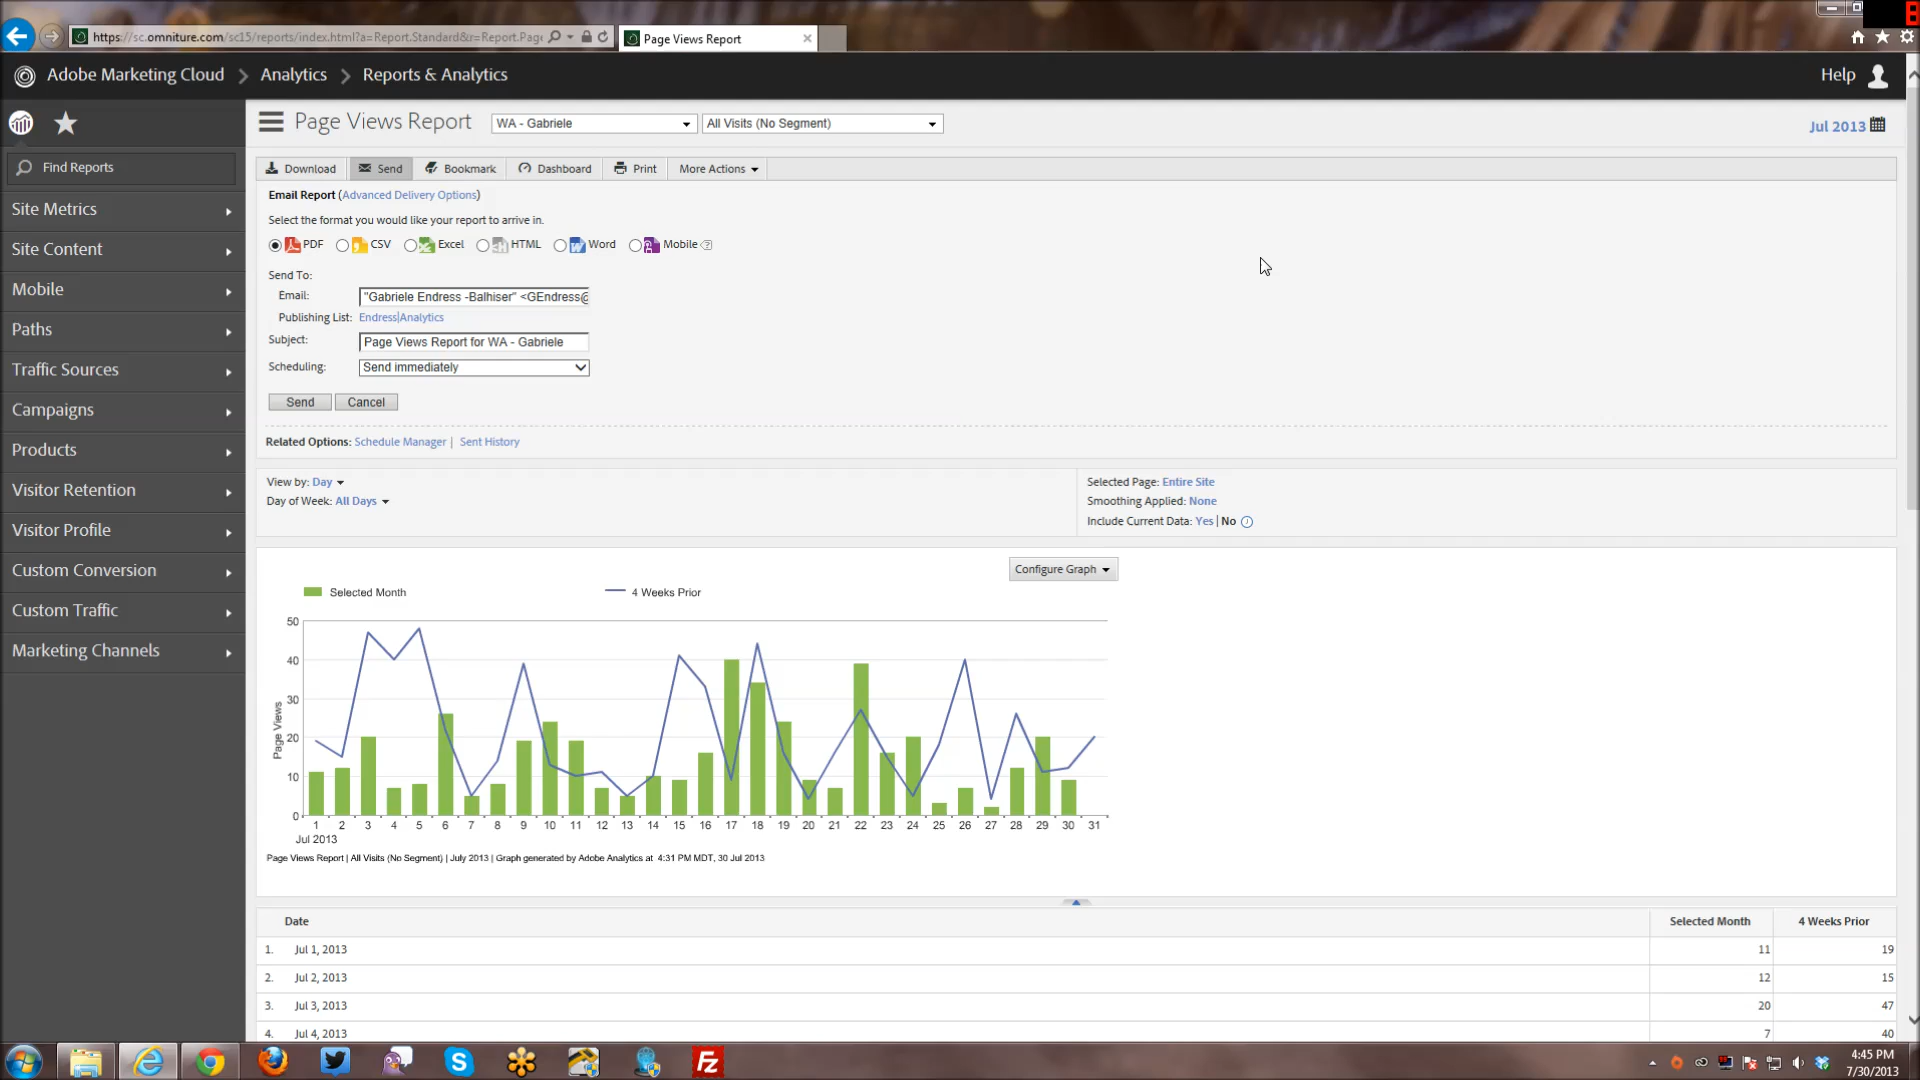 https://sc.omniture.com/sc15/reports/index.html?a=Report.Standard&r=Report.Page
Page Views Report
Adobe Marketing Cloud
Analytics
Reports & Analytics
Help
Page Views Report
WA - Gabriele
All Visits (No Segment)
Jul 2013
Find Reports
Site Metrics
Site Content
Mobile
Paths
Traffic Sources
Campaigns
Products
Visitor Retention
Visitor Profile
Custom Conversion
Custom Traffic
Marketing Channels
Download
Send
Bookmark
Dashboard
Print
More Actions
Email Report (Advanced Delivery Options)
Select the format you would like your report to arrive in.
PDF CSV Excel HTML Word Mobile ?
Send To:
Email: "Gabriele Endress -Balhiser" <GEndress@
Publishing List: Endress|Analytics
Subject: Page Views Report for WA - Gabriele
Scheduling: Send immediately
Send Cancel
Related Options: Schedule Manager | Sent History
View by: Day
Day of Week: All Days
Selected Page: Entire Site
Smoothing Applied: None
Include Current Data: Yes | No
Configure Graph
Selected Month
4 Weeks Prior
Page Views
50
40
30
20
10
0
1 2 3 4 5 6 7 8 9 10 11 12 13 14 15 16 17 18 19 20 21 22 23 24 25 26 27 28 29 30 31
Jul 2013
Page Views Report | All Visits (No Segment) | July 2013 | Graph generated by Adobe Analytics at 4:31 PM MDT, 30 Jul 2013
Date Selected Month 4 Weeks Prior
1. Jul 1, 2013 11 19
2. Jul 2, 2013 12 15
3. Jul 3, 2013 20 47
4. Jul 4, 2013 7 40
4:45 PM
7/30/2013